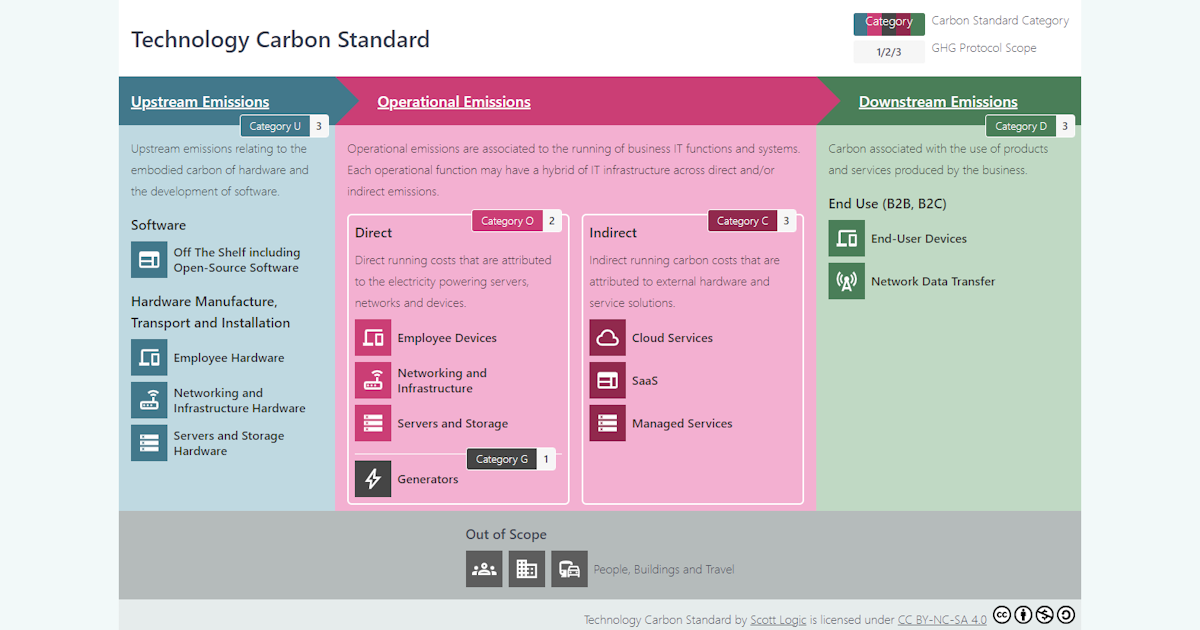 Technology Carbon Standard
Category
Carbon Standard Category
1/2/3
GHG Protocol Scope
Upstream Emissions
Category U 3
Upstream emissions relating to the
embodied carbon of hardware and
the development of software.
Software
Off The Shelf including
Open-Source Software
Hardware Manufacture,
Transport and Installation
Employee Hardware
Networking and
Infrastructure Hardware
Servers and Storage
Hardware
Operational Emissions
Operational emissions are associated to the running of business IT functions and systems.
Each operational function may have a hybrid of IT infrastructure across direct and/or
indirect emissions.
Category O 2
Direct
Direct running costs that are attributed
to the electricity powering servers,
networks and devices.
Employee Devices
Networking and
Infrastructure
Servers and Storage
Category G 1
Generators
Category C 3
Indirect
Indirect running carbon costs that are
attributed to external hardware and
service solutions.
Cloud Services
SaaS
Managed Services
Downstream Emissions
Category D 3
Carbon associated with the use of products
and services produced by the business.
End Use (B2B, B2C)
End-User Devices
Network Data Transfer
Out of Scope
People, Buildings and Travel
Technology Carbon Standard by Scott Logic is licensed under CC BY-NC-SA 4.0